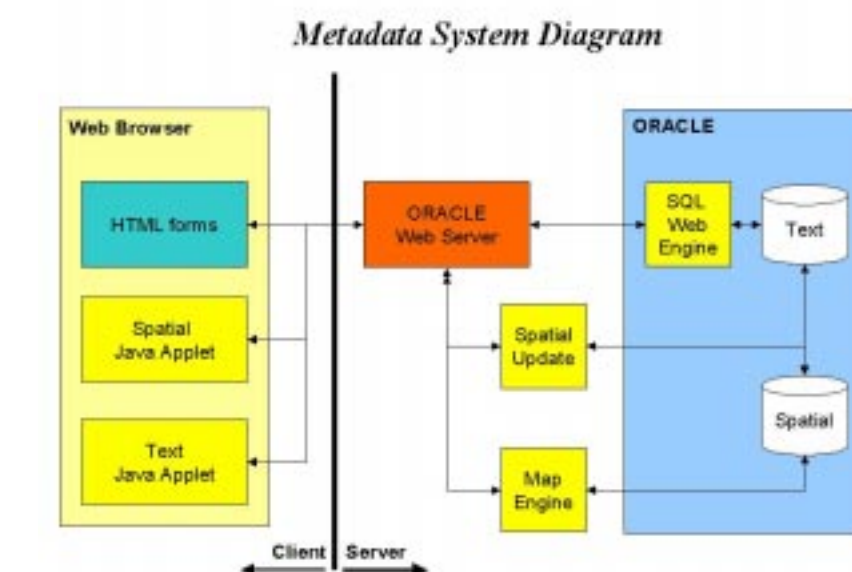 Metadata System Diagram
Web Browser
HTML forms
Spatial
Java Applet
Text
Java Applet
ORACLE
Web Server
Spatial
Update
Map
Engine
ORACLE
SQL
Web
Engine
Text
Spatial
Client
Server